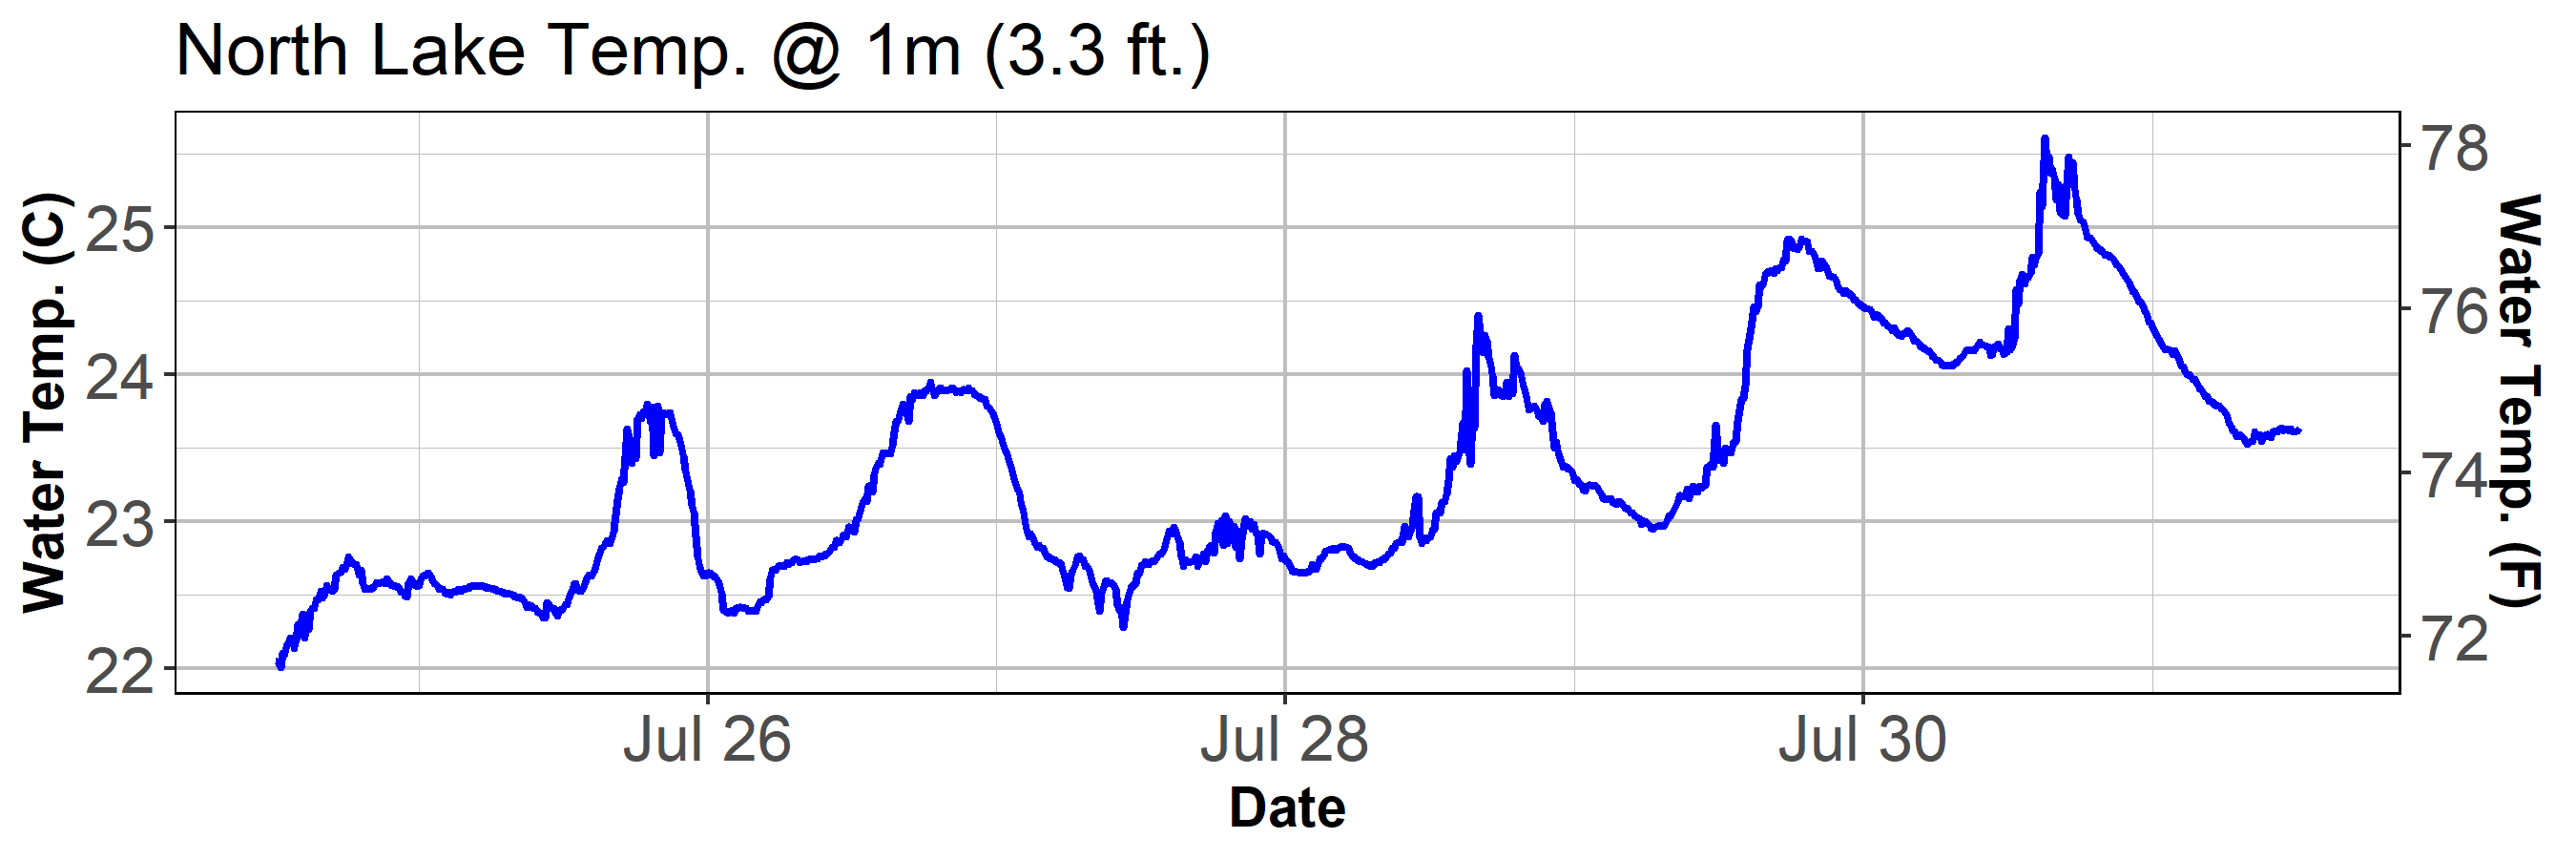 North Lake Temp. @ 1m (3.3 ft.)
Water Temp. (C)
25
24
23
22
78
76
74
72
Water Temp. (F)
Jul 26
Jul 28
Jul 30
Date